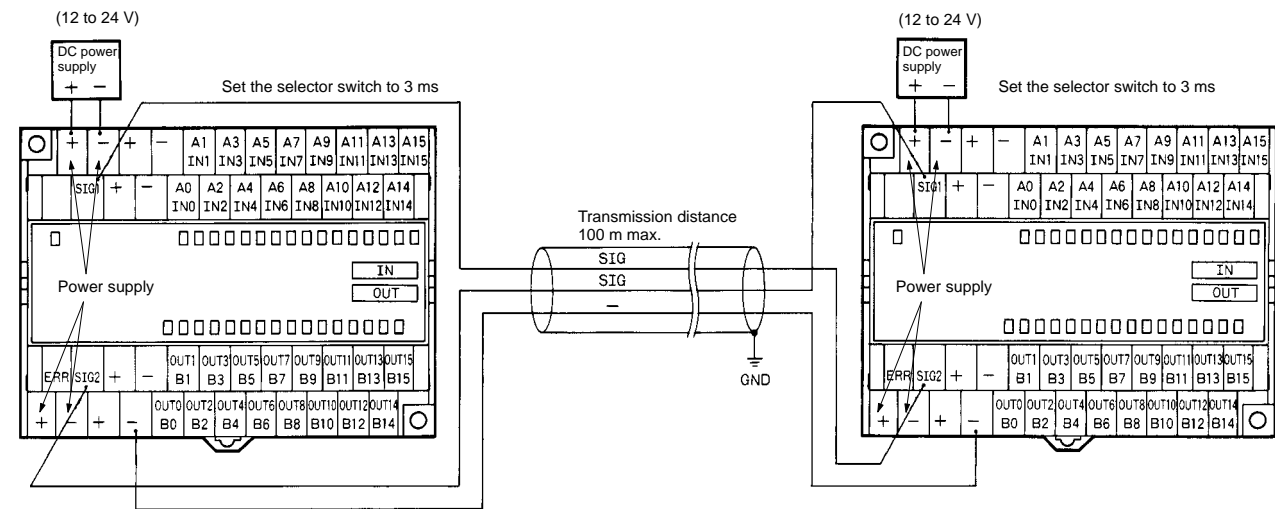 (12 to 24 V)
DC power
supply
+ −
Set the selector switch to 3 ms
+ − + − A1 A3 A5 A7 A9 A11 A13 A15
IN1 IN3 IN5 IN7 IN9 IN11 IN13 IN15
SIG1 + − A0 A2 A4 A6 A8 A10 A12 A14
IN0 IN2 IN4 IN6 IN8 IN10 IN12 IN14
IN
OUT
Power supply
OUT1 OUT3 OUT5 OUT7 OUT9 OUT11 OUT13 OUT15
ERR SIG2 + − B1 B3 B5 B7 B9 B11 B13 B15
OUT0 OUT2 OUT4 OUT6 OUT8 OUT10 OUT12 OUT14
+ − + − B0 B2 B4 B6 B8 B10 B12 B14
Transmission distance
100 m max.
SIG
SIG
−
GND
(12 to 24 V)
DC power
supply
+ −
Set the selector switch to 3 ms
+ − + − A1 A3 A5 A7 A9 A11 A13 A15
IN1 IN3 IN5 IN7 IN9 IN11 IN13 IN15
SIG1 + − A0 A2 A4 A6 A8 A10 A12 A14
IN0 IN2 IN4 IN6 IN8 IN10 IN12 IN14
IN
OUT
Power supply
OUT1 OUT3 OUT5 OUT7 OUT9 OUT11 OUT13 OUT15
ERR SIG2 + − B1 B3 B5 B7 B9 B11 B13 B15
OUT0 OUT2 OUT4 OUT6 OUT8 OUT10 OUT12 OUT14
+ − + − B0 B2 B4 B6 B8 B10 B12 B14